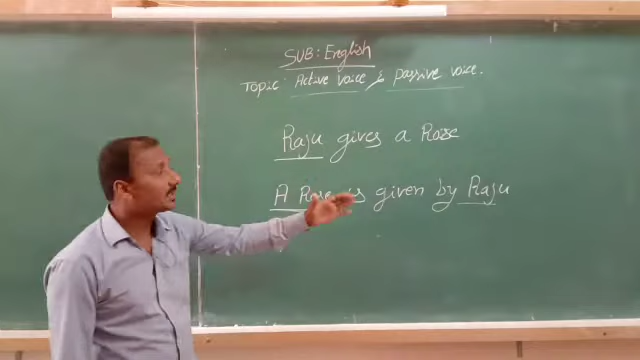 SUB: English
Topic: Active voice & passive voice.
Raju gives a Rose
A Rose is given by Raju